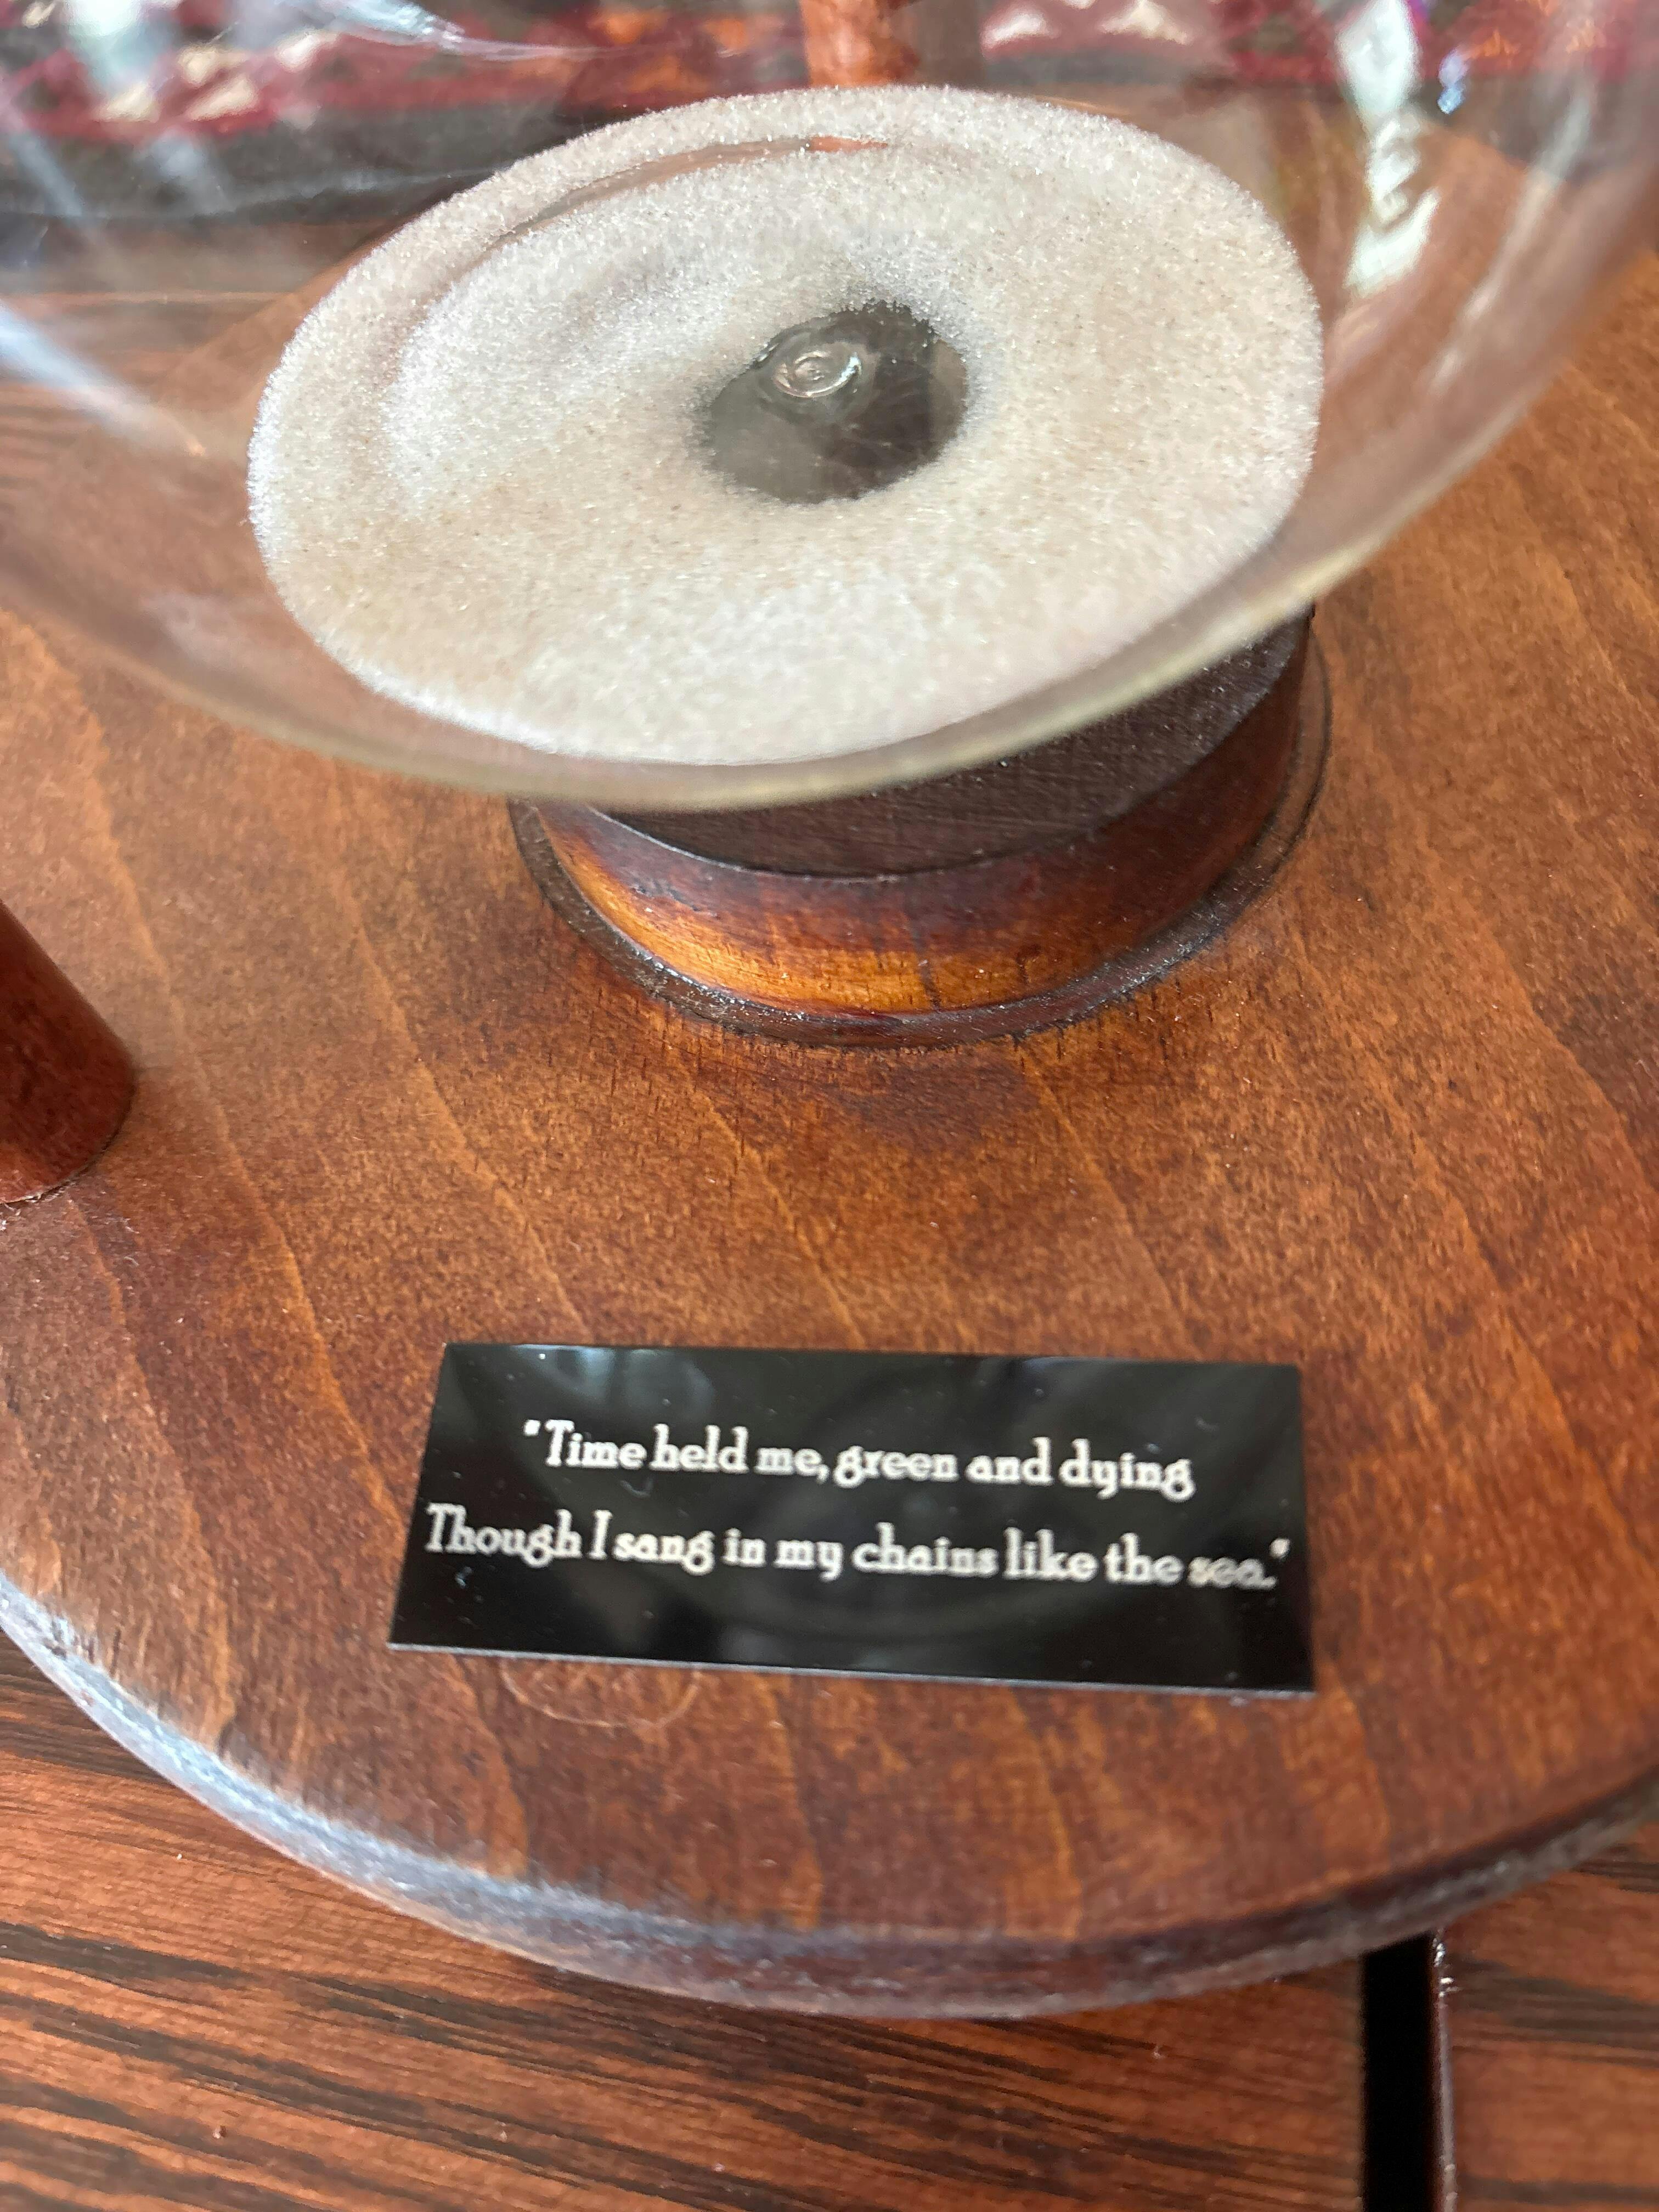 "Time held me, green and dying
Though I sang in my chains like the sea."